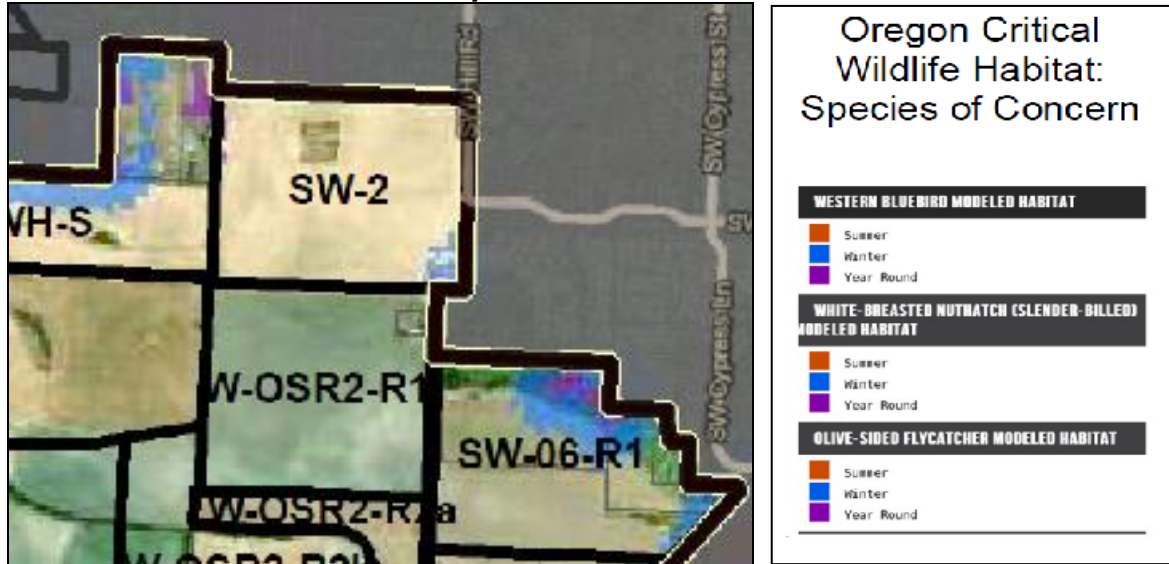 SW Hill Rd
SW Cypress St
SW-2
WH-S
SW
W-OSR2-R1
SW Cypress Ln
SW-06-R1
W-OSR2-R2a
Oregon Critical
Wildlife Habitat:
Species of Concern
WESTERN BLUEBIRD MODELED HABITAT
Summer
Winter
Year Round
WHITE-BREASTED NUTHATCH (SLENDER-BILLED)
MODELED HABITAT
Summer
Winter
Year Round
OLIVE-SIDED FLYCATCHER MODELED HABITAT
Summer
Winter
Year Round